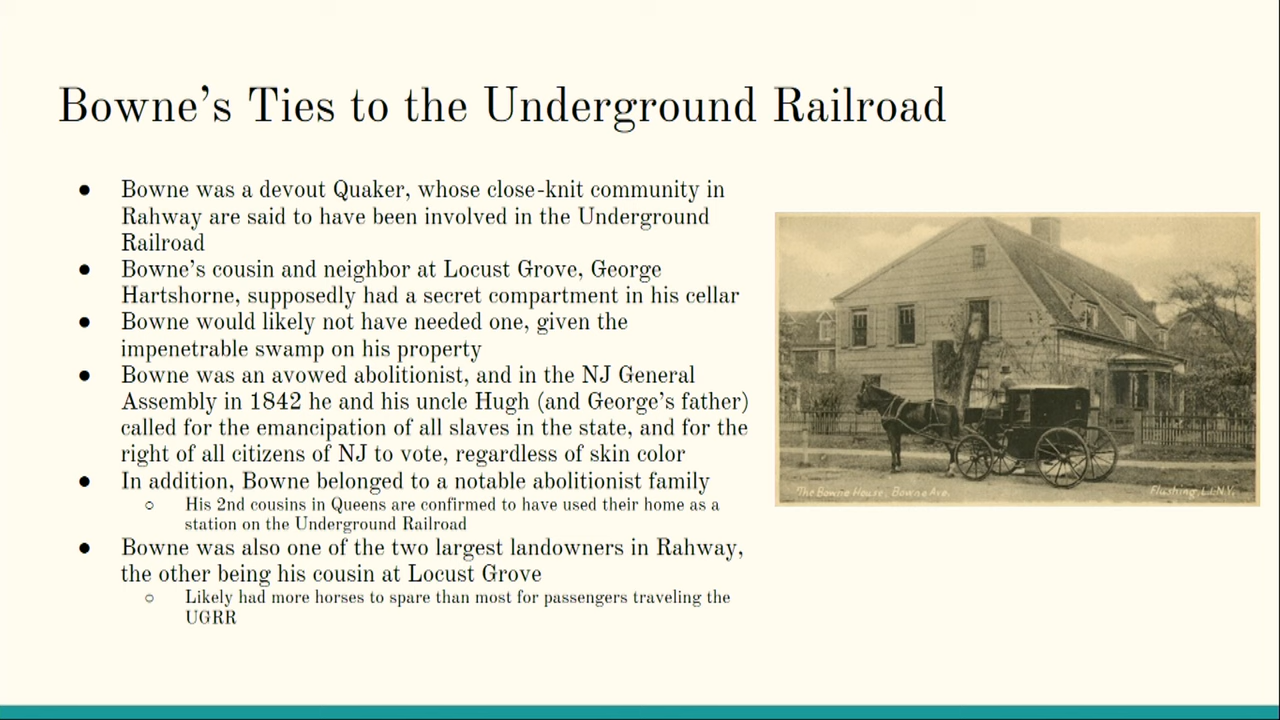 Bowne's Ties to the Underground Railroad
● Bowne was a devout Quaker, whose close-knit community in
Rahway are said to have been involved in the Underground
Railroad
● Bowne's cousin and neighbor at Locust Grove, George
Hartshorne, supposedly had a secret compartment in his cellar
● Bowne would likely not have needed one, given the
impenetrable swamp on his property
● Bowne was an avowed abolitionist, and in the NJ General
Assembly in 1842 he and his uncle Hugh (and George's father)
called for the emancipation of all slaves in the state, and for the
right of all citizens of NJ to vote, regardless of skin color
● In addition, Bowne belonged to a notable abolitionist family
○ His 2nd cousins in Queens are confirmed to have used their home as a
station on the Underground Railroad
● Bowne was also one of the two largest landowners in Rahway,
the other being his cousin at Locust Grove
○ Likely had more horses to spare than most for passengers traveling the
UGRR
The Bowne House, Bowne Ave.
Flushing, L.I.N.Y.